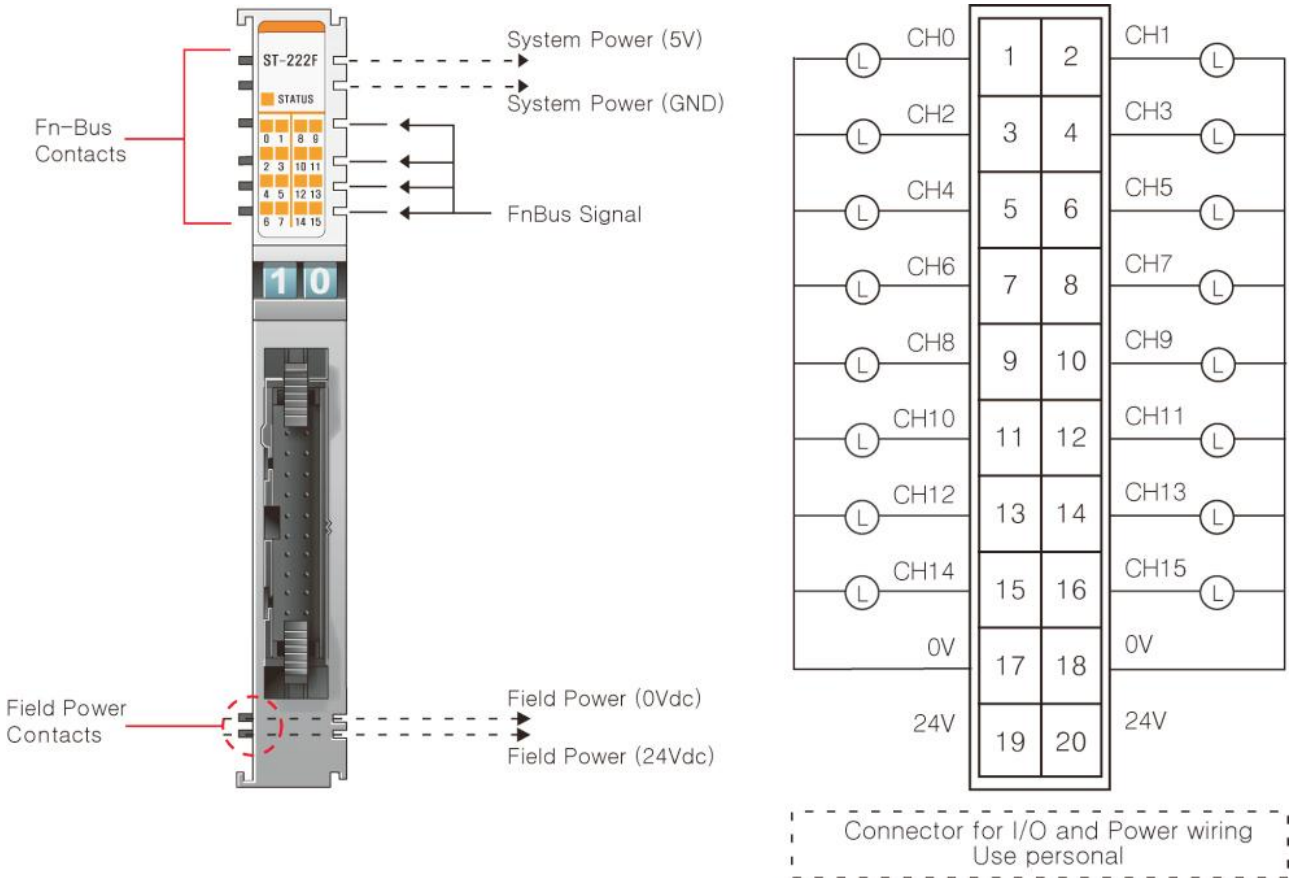 ST-222F
STATUS
0 1 8 9
2 3 10 11
4 5 12 13
6 7 14 15
1 0
Fn-Bus
Contacts
System Power (5V)
System Power (GND)
FnBus Signal
Field Power
Contacts
Field Power (0Vdc)
Field Power (24Vdc)
L CH0 1 2 CH1 L
L CH2 3 4 CH3 L
L CH4 5 6 CH5 L
L CH6 7 8 CH7 L
L CH8 9 10 CH9 L
L CH10 11 12 CH11 L
L CH12 13 14 CH13 L
L CH14 15 16 CH15 L
0V 17 18 0V
24V 19 20 24V
Connector for I/O and Power wiring
Use personal